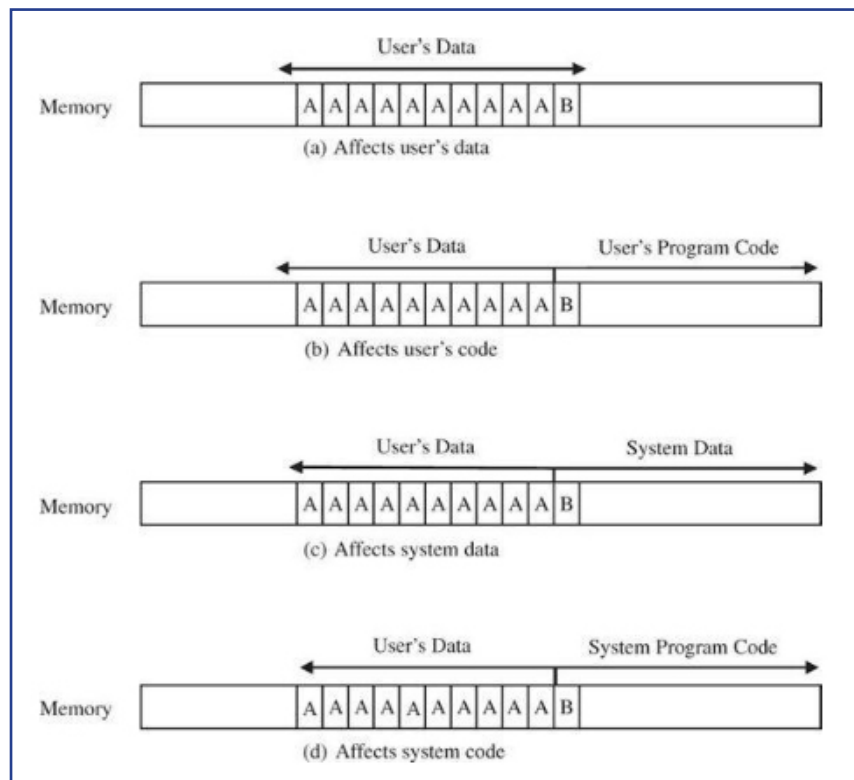 User's Data
Memory A A A A A A A A A A B
(a) Affects user's data
User's Data User's Program Code
Memory A A A A A A A A A A B
(b) Affects user's code
User's Data System Data
Memory A A A A A A A A A A B
(c) Affects system data
User's Data System Program Code
Memory A A A A A A A A A A B
(d) Affects system code